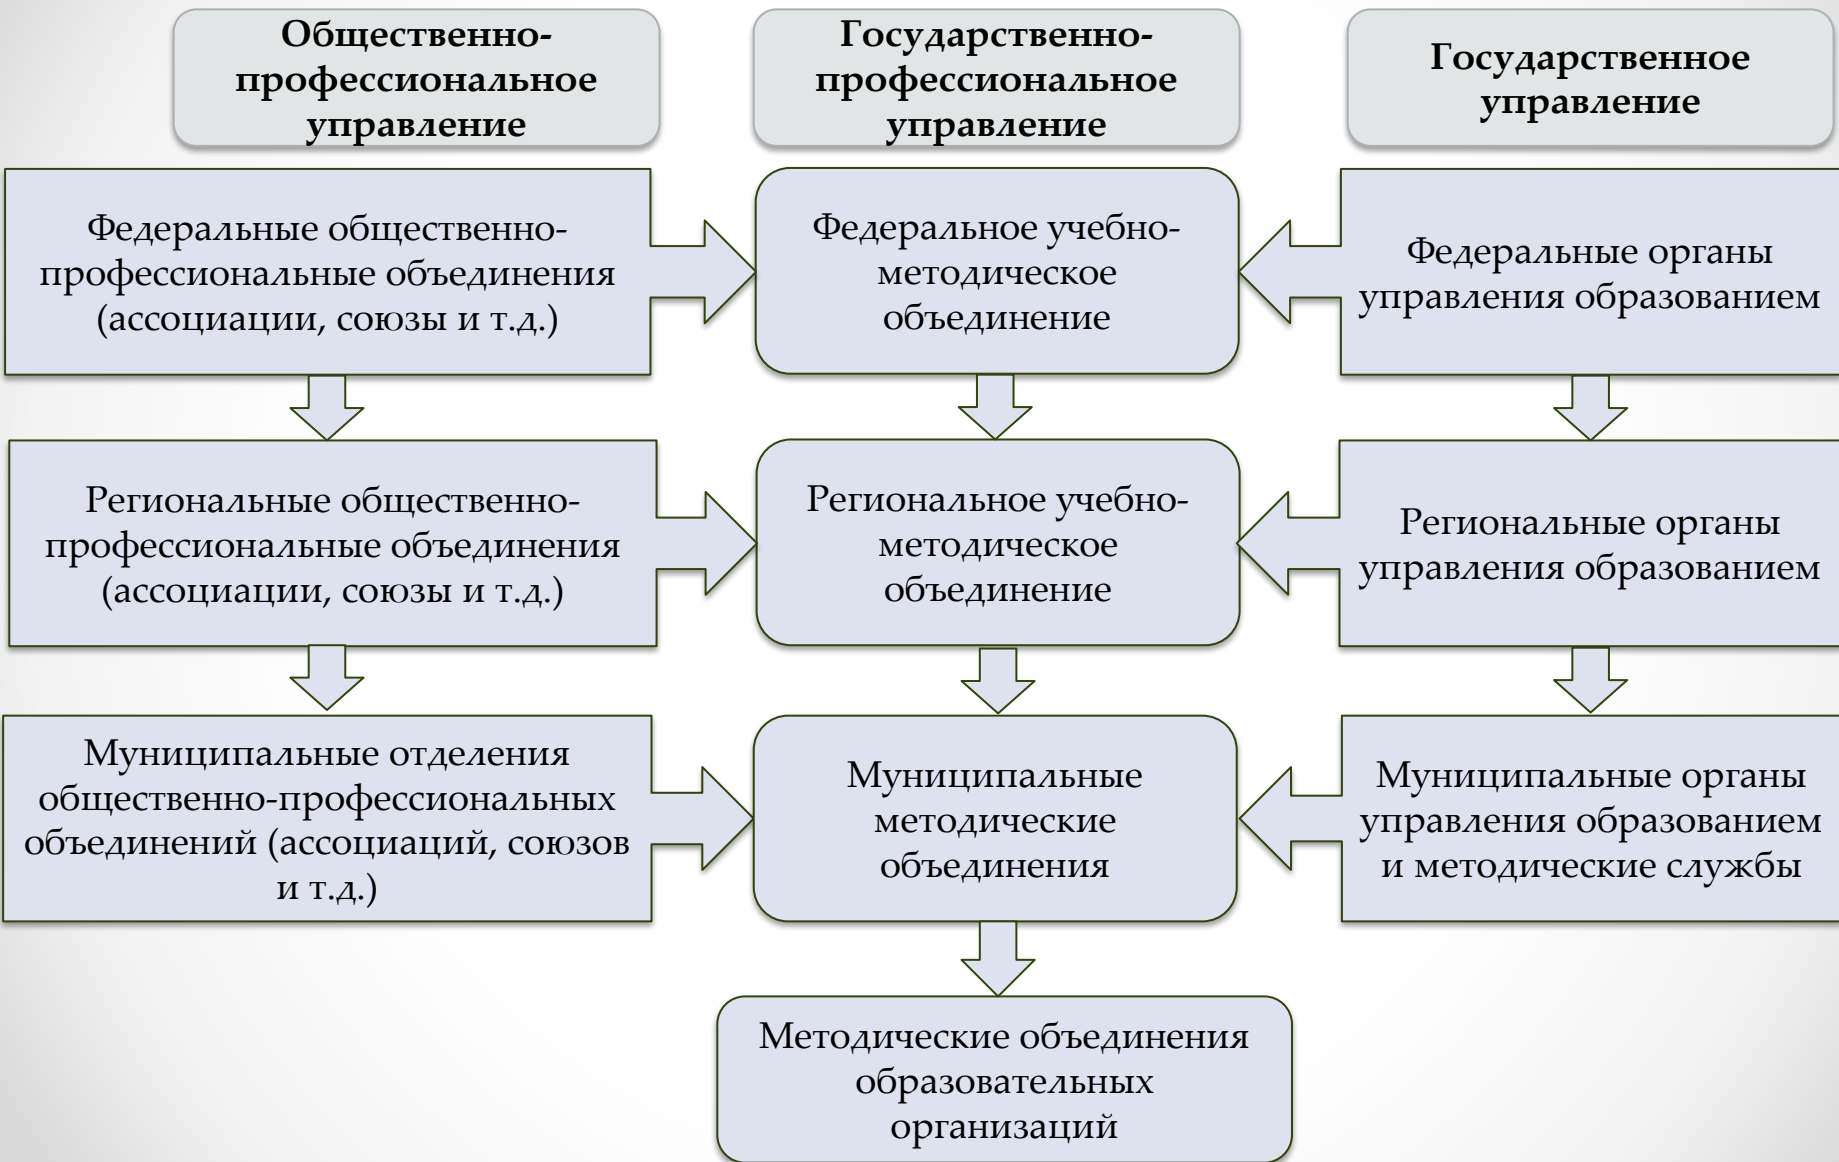 Общественно-
профессиональное
управление
Государственно-
профессиональное
управление
Государственное
управление
Федеральные общественно-
профессиональные объединения
(ассоциации, союзы и т.д.)
Федеральное учебно-
методическое
объединение
Федеральные органы
управления образованием
Региональные общественно-
профессиональные объединения
(ассоциации, союзы и т.д.)
Региональное учебно-
методическое
объединение
Региональные органы
управления образованием
Муниципальные отделения
общественно-профессиональных
объединений (ассоциаций, союзов
и т.д.)
Муниципальные
методические
объединения
Муниципальные органы
управления образованием
и методические службы
Методические объединения
образовательных
организаций